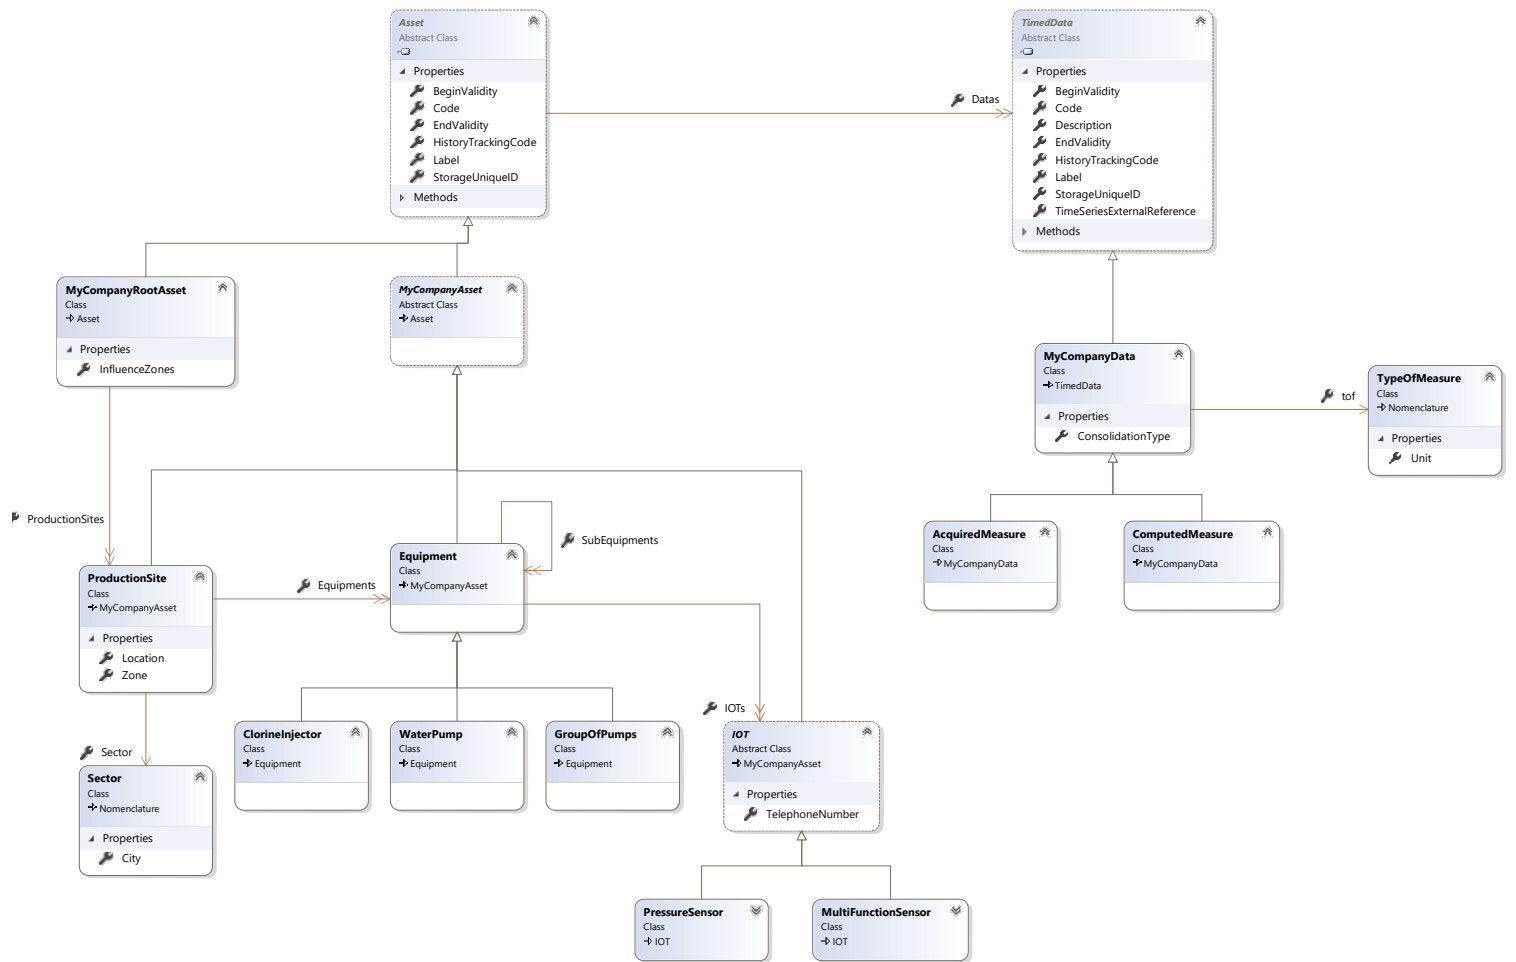 Asset
Abstract Class
Properties
BeginValidity
Code
EndValidity
HistoryTrackingCode
Label
StorageUniqueID
Methods
Datas
TimedData
Abstract Class
Properties
BeginValidity
Code
Description
EndValidity
HistoryTrackingCode
Label
StorageUniqueID
TimeSeriesExternalReference
Methods
MyCompanyRootAsset
Class
Asset
Properties
InfluenceZones
MyCompanyAsset
Abstract Class
Asset
MyCompanyData
Class
TimedData
Properties
ConsolidationType
tof
TypeOfMeasure
Class
Nomenclature
Properties
Unit
ProductionSites
SubEquipments
AcquiredMeasure
Class
MyCompanyData
ComputedMeasure
Class
MyCompanyData
ProductionSite
Class
MyCompanyAsset
Properties
Location
Zone
Equipments
Equipment
Class
MyCompanyAsset
Sector
Sector
Class
Nomenclature
Properties
City
ClorineInjector
Class
Equipment
WaterPump
Class
Equipment
GroupOfPumps
Class
Equipment
IOTs
IOT
Abstract Class
MyCompanyAsset
Properties
TelephoneNumber
PressureSensor
Class
IOT
MultiFunctionSensor
Class
IOT